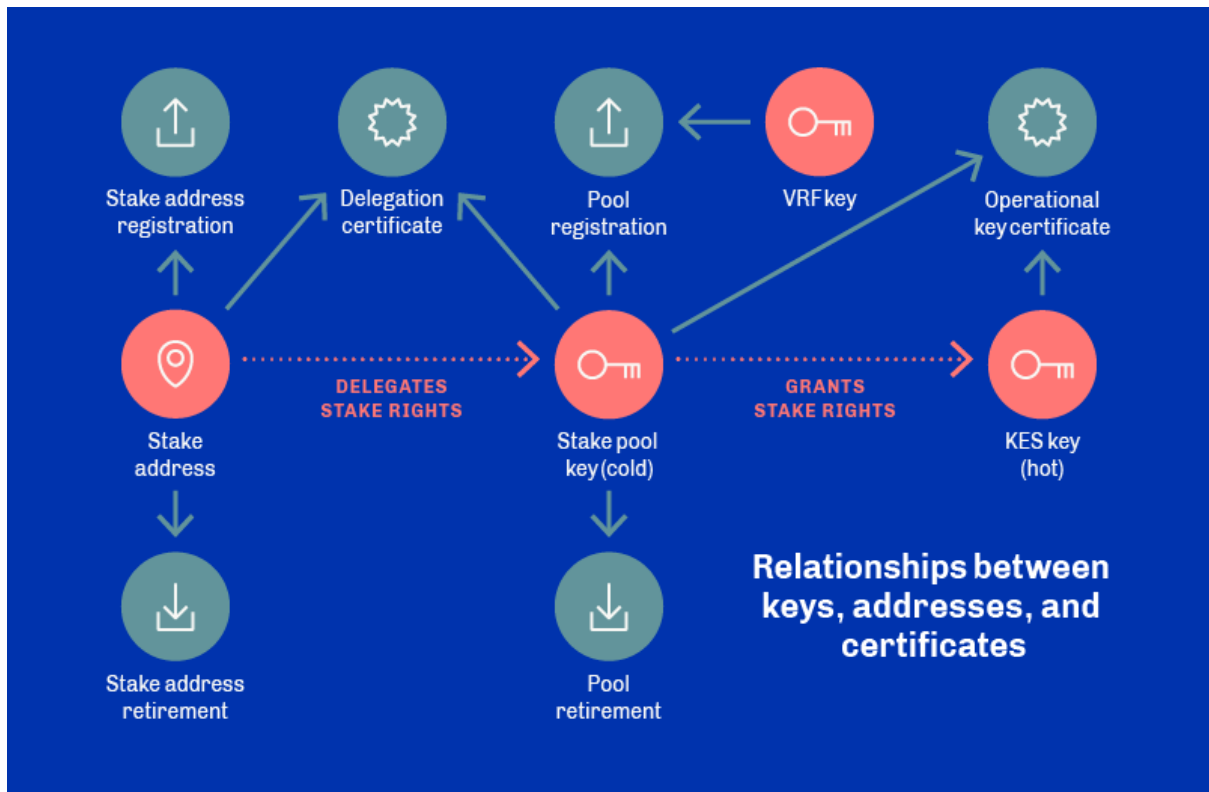 Stake address
registration
Delegation
certificate
Pool
registration
VRF key
Operational
key certificate
DELEGATES
STAKE RIGHTS
GRANTS
STAKE RIGHTS
Stake
address
Stake pool
key (cold)
KES key
(hot)
Relationships between
keys, addresses, and
certificates
Stake address
retirement
Pool
retirement